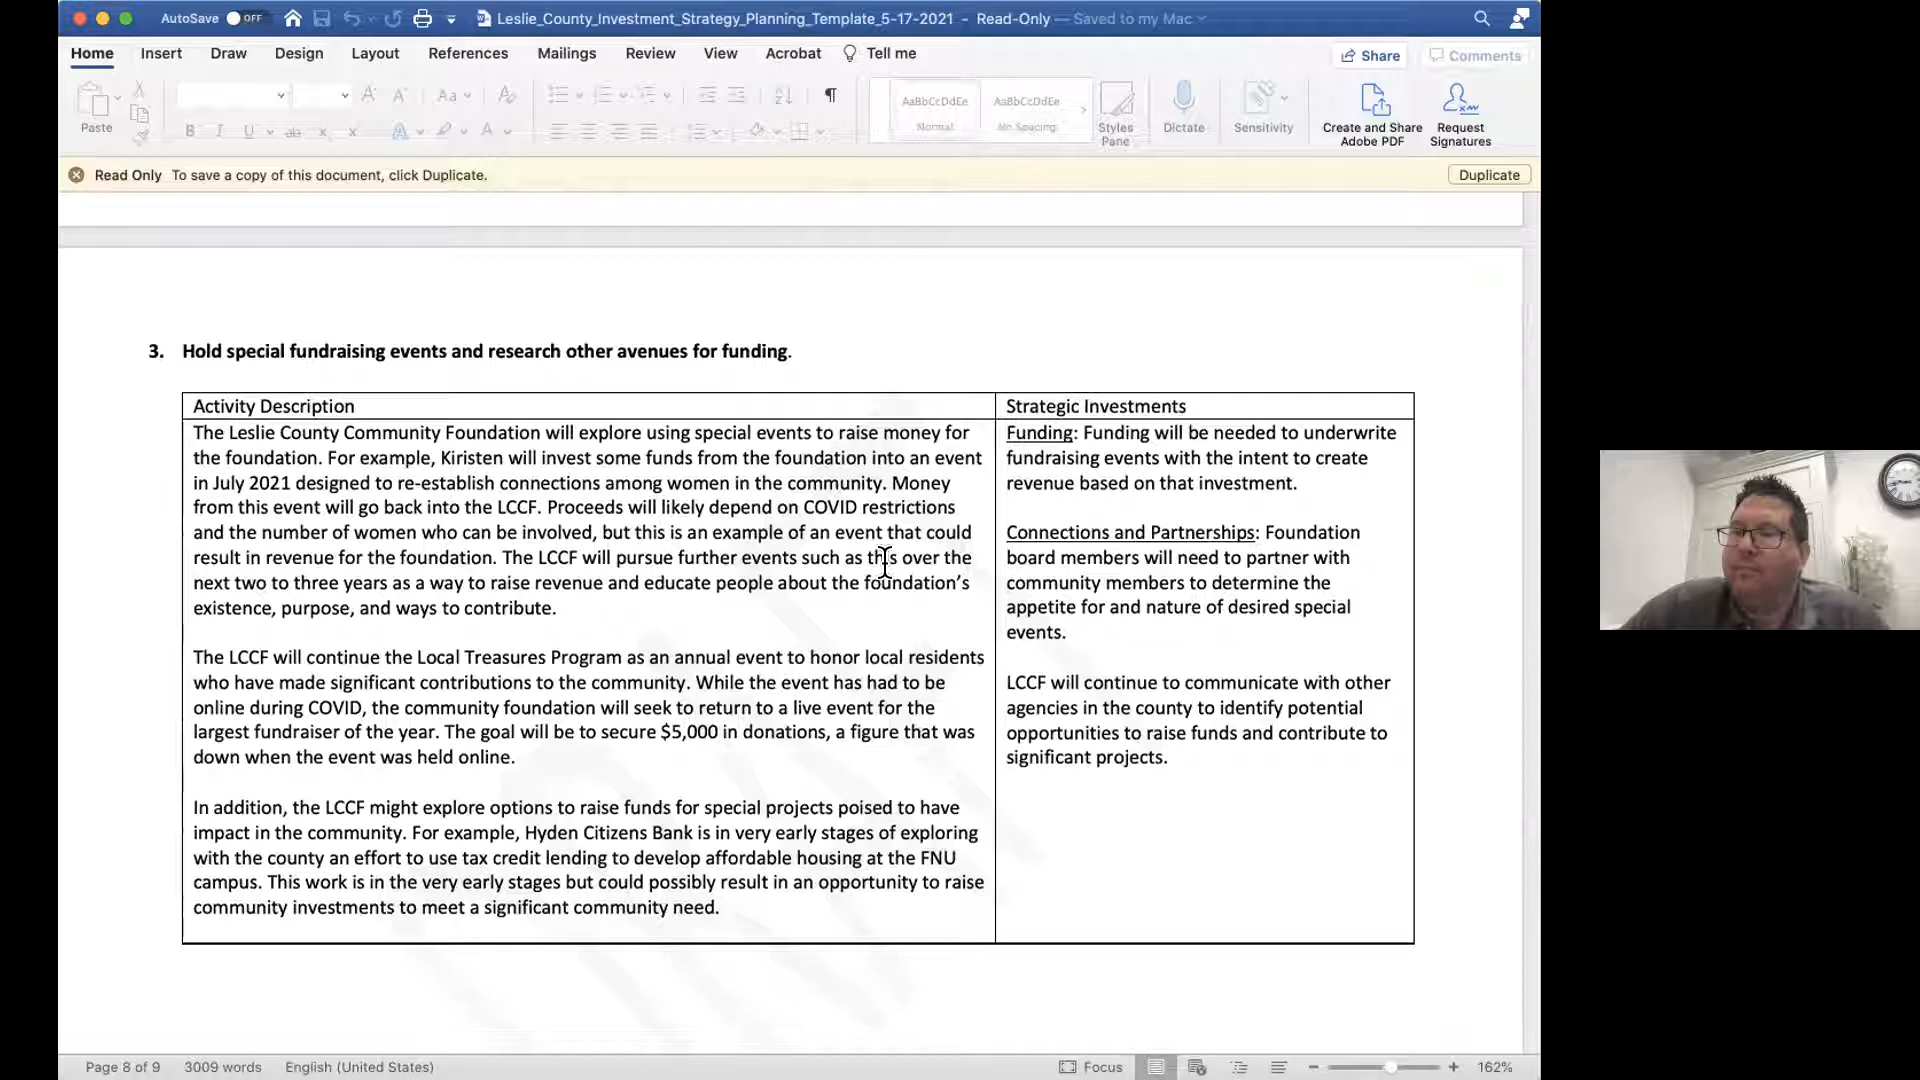 AutoSave OFF
Leslie_County_Investment_Strategy_Planning_Template_5-17-2021 - Read-Only — Saved to my Mac
Home Insert Draw Design Layout References Mailings Review View Acrobat Tell me
Share Comments
Paste
AaBbCcDdEe AaBbCcDdEe
Normal No Spacing
Styles Pane
Dictate
Sensitivity
Create and Share Adobe PDF
Request Signatures
Read Only To save a copy of this document, click Duplicate.
Duplicate
3. Hold special fundraising events and research other avenues for funding.
Activity Description
The Leslie County Community Foundation will explore using special events to raise money for
the foundation. For example, Kiristen will invest some funds from the foundation into an event
in July 2021 designed to re-establish connections among women in the community. Money
from this event will go back into the LCCF. Proceeds will likely depend on COVID restrictions
and the number of women who can be involved, but this is an example of an event that could
result in revenue for the foundation. The LCCF will pursue further events such as this over the
next two to three years as a way to raise revenue and educate people about the foundation’s
existence, purpose, and ways to contribute.
The LCCF will continue the Local Treasures Program as an annual event to honor local residents
who have made significant contributions to the community. While the event has had to be
online during COVID, the community foundation will seek to return to a live event for the
largest fundraiser of the year. The goal will be to secure $5,000 in donations, a figure that was
down when the event was held online.
In addition, the LCCF might explore options to raise funds for special projects poised to have
impact in the community. For example, Hyden Citizens Bank is in very early stages of exploring
with the county an effort to use tax credit lending to develop affordable housing at the FNU
campus. This work is in the very early stages but could possibly result in an opportunity to raise
community investments to meet a significant community need.
Strategic Investments
Funding: Funding will be needed to underwrite
fundraising events with the intent to create
revenue based on that investment.
Connections and Partnerships: Foundation
board members will need to partner with
community members to determine the
appetite for and nature of desired special
events.
LCCF will continue to communicate with other
agencies in the county to identify potential
opportunities to raise funds and contribute to
significant projects.
Page 8 of 9 3009 words English (United States)
Focus
162%